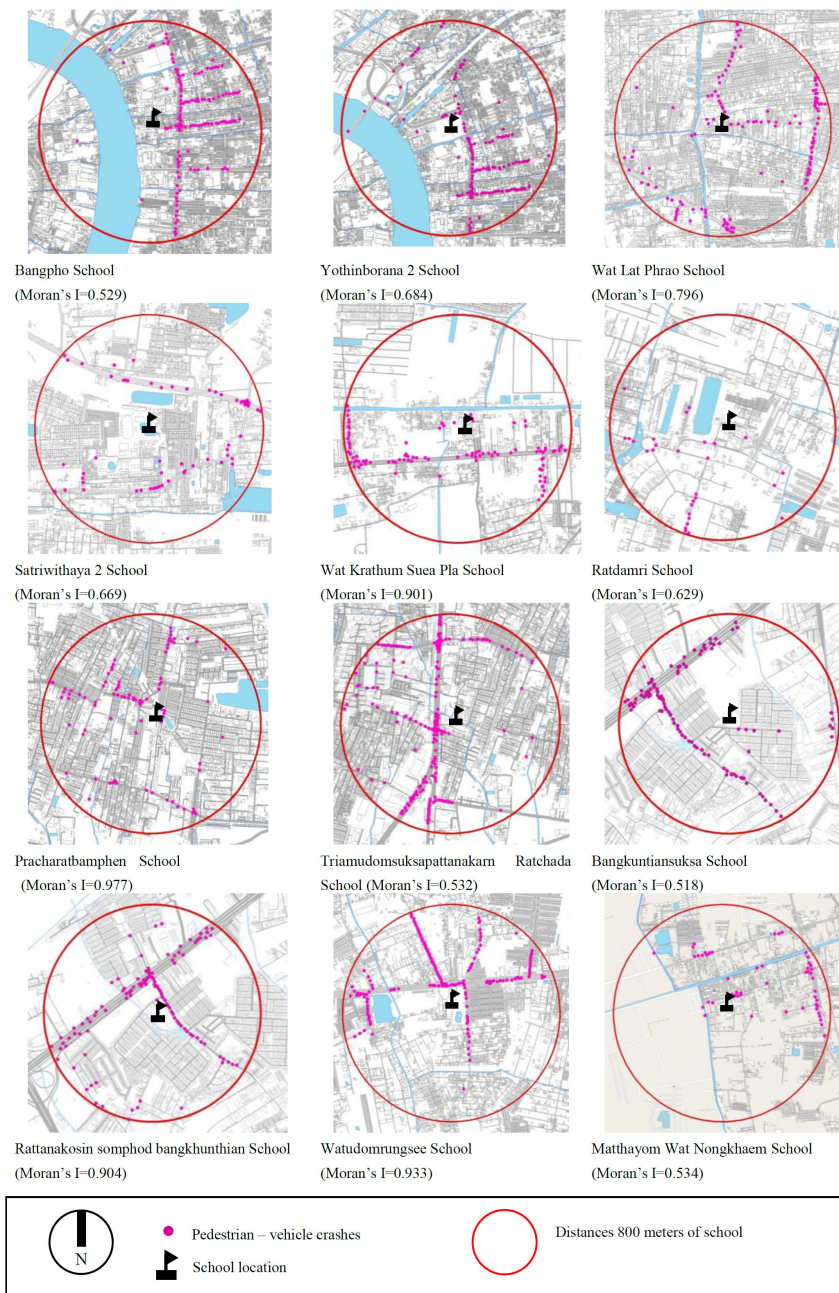 Bangpho School
(Moran's I=0.529)
Yothinborana 2 School
(Moran's I=0.684)
Wat Lat Phrao School
(Moran's I=0.796)
Satriwithaya 2 School
(Moran's I=0.669)
Wat Krathum Suea Pla School
(Moran's I=0.901)
Ratdamri School
(Moran's I=0.629)
Pracharatbamphen School
(Moran's I=0.977)
Triamudomsuksapattanakarn Ratchada
School (Moran's I=0.532)
Bangkuntiansuksa School
(Moran's I=0.518)
Rattanakosin somphod bangkhunthian School
(Moran's I=0.904)
Watudomrungsee School
(Moran's I=0.933)
Matthayom Wat Nongkhaem School
(Moran's I=0.534)
N
Pedestrian – vehicle crashes
School location
Distances 800 meters of school